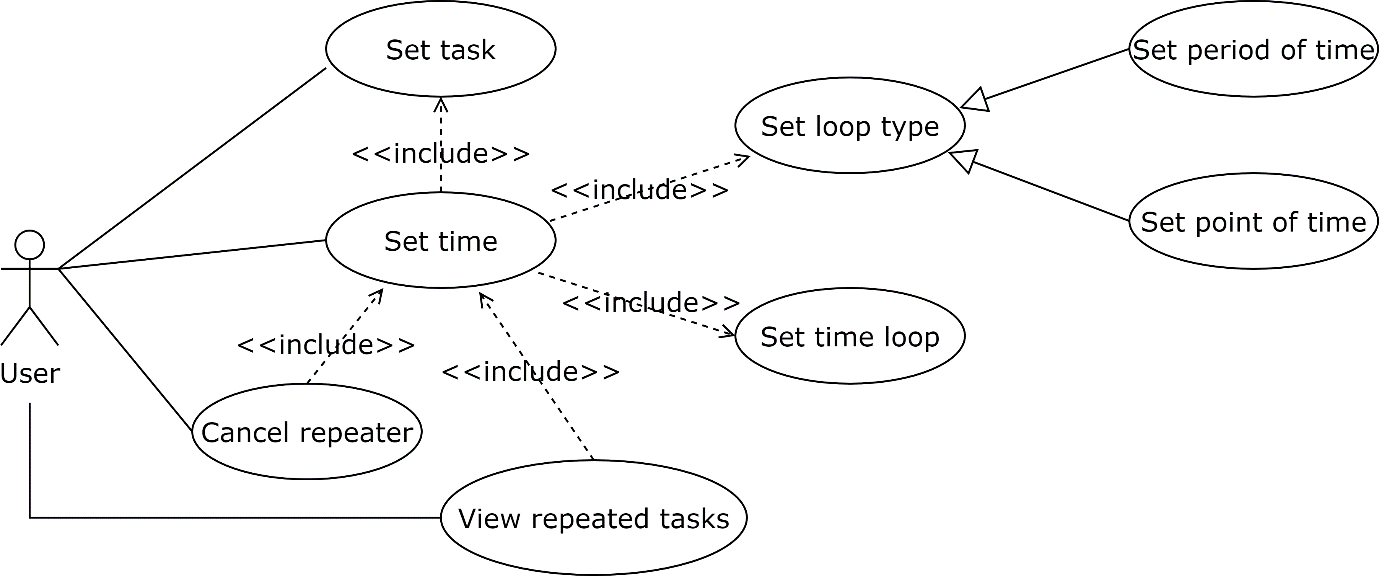 Set task
Set period of time
Set loop type
<<include>>
<<include>>
Set point of time
Set time
<<include>>
Set time loop
<<include>>
<<include>>
User
Cancel repeater
View repeated tasks